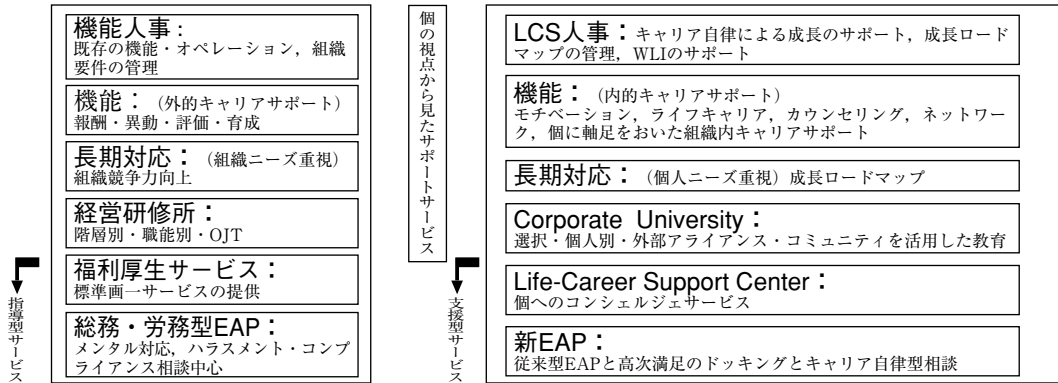 機能人事:
既存の機能・オペレーション,組織
要件の管理
機能:(外的キャリアサポート)
報酬・異動・評価・育成
長期対応:(組織ニーズ重視)
組織競争力向上
経営研修所:
階層別・職能別・OJT
福利厚生サービス:
標準画一サービスの提供
総務・労務型EAP:
メンタル対応,ハラスメント・コンプ
ライアンス相談中心
指導型サービス
個の視点から見たサポートサービス
LCS人事:キャリア自律による成長のサポート,成長ロード
マップの管理,WLIのサポート
機能:(内的キャリアサポート)
モチベーション,ライフキャリア,カウンセリング,ネットワー
ク,個に軸足をおいた組織内キャリアサポート
長期対応:(個人ニーズ重視)成長ロードマップ
Corporate University:
選択・個人別・外部アライアンス・コミュニティを活用した教育
Life-Career Support Center:
個へのコンシェルジェサービス
新EAP:
従来型EAPと高次満足のドッキングとキャリア自律型相談
支援型サービス